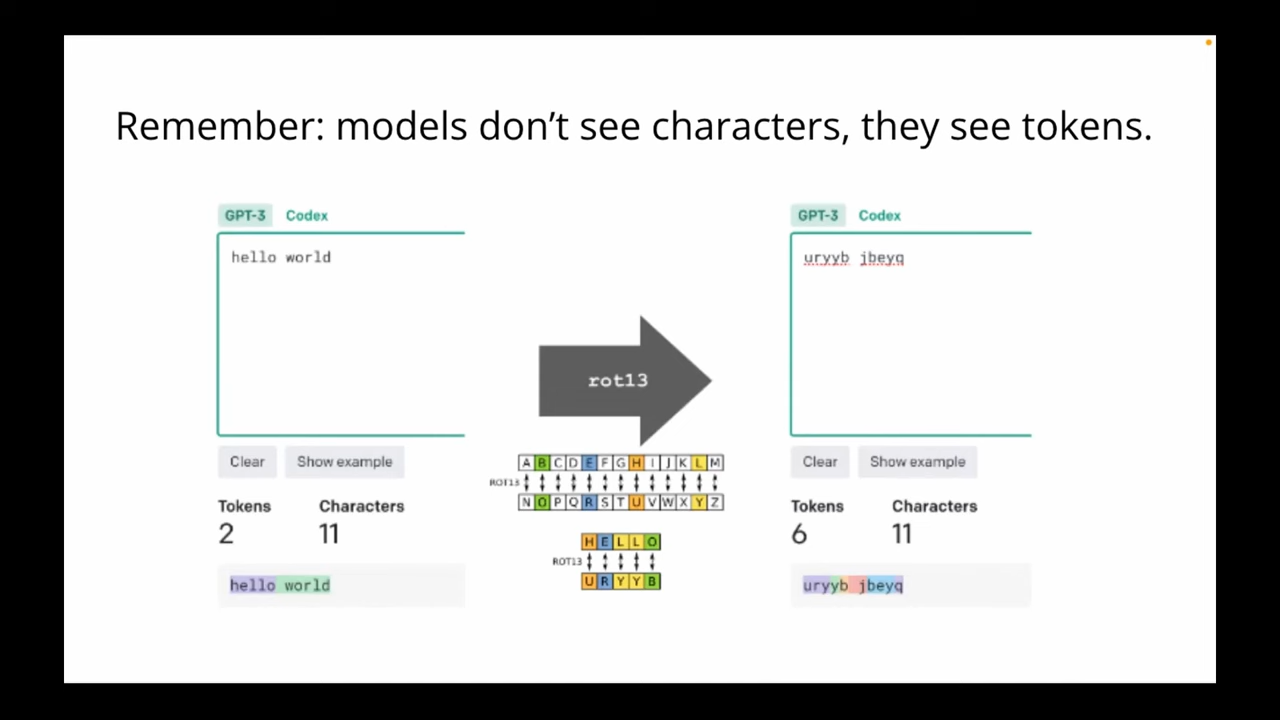 Remember: models don't see characters, they see tokens.
GPT-3 Codex
hello world
Clear Show example
Tokens Characters
2 11
hello world
rot13
A B C D E F G H I J K L M
ROT13
N O P Q R S T U V W X Y Z
H E L L O
ROT13
U R Y Y B
GPT-3 Codex
uryyb jbeyq
Clear Show example
Tokens Characters
6 11
uryyb jbeyq